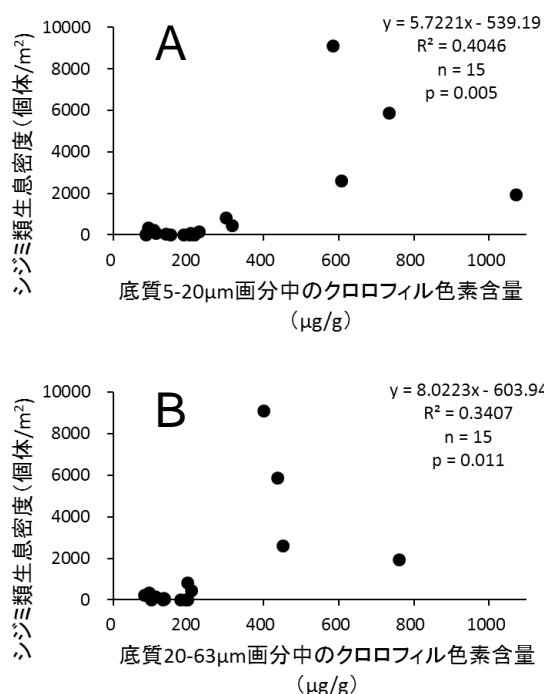 A
y = 5.7221x - 539.19
R² = 0.4046
n = 15
p = 0.005
シジミ類生息密度(個体/m²)
10000
8000
6000
4000
2000
0
0 200 400 600 800 1000
底質5-20μm画分中のクロロフィル色素含量
(μg/g)
B
y = 8.0223x - 603.94
R² = 0.3407
n = 15
p = 0.011
シジミ類生息密度(個体/m²)
10000
8000
6000
4000
2000
0
0 200 400 600 800 1000
底質20-63μm画分中のクロロフィル色素含量
(μg/g)